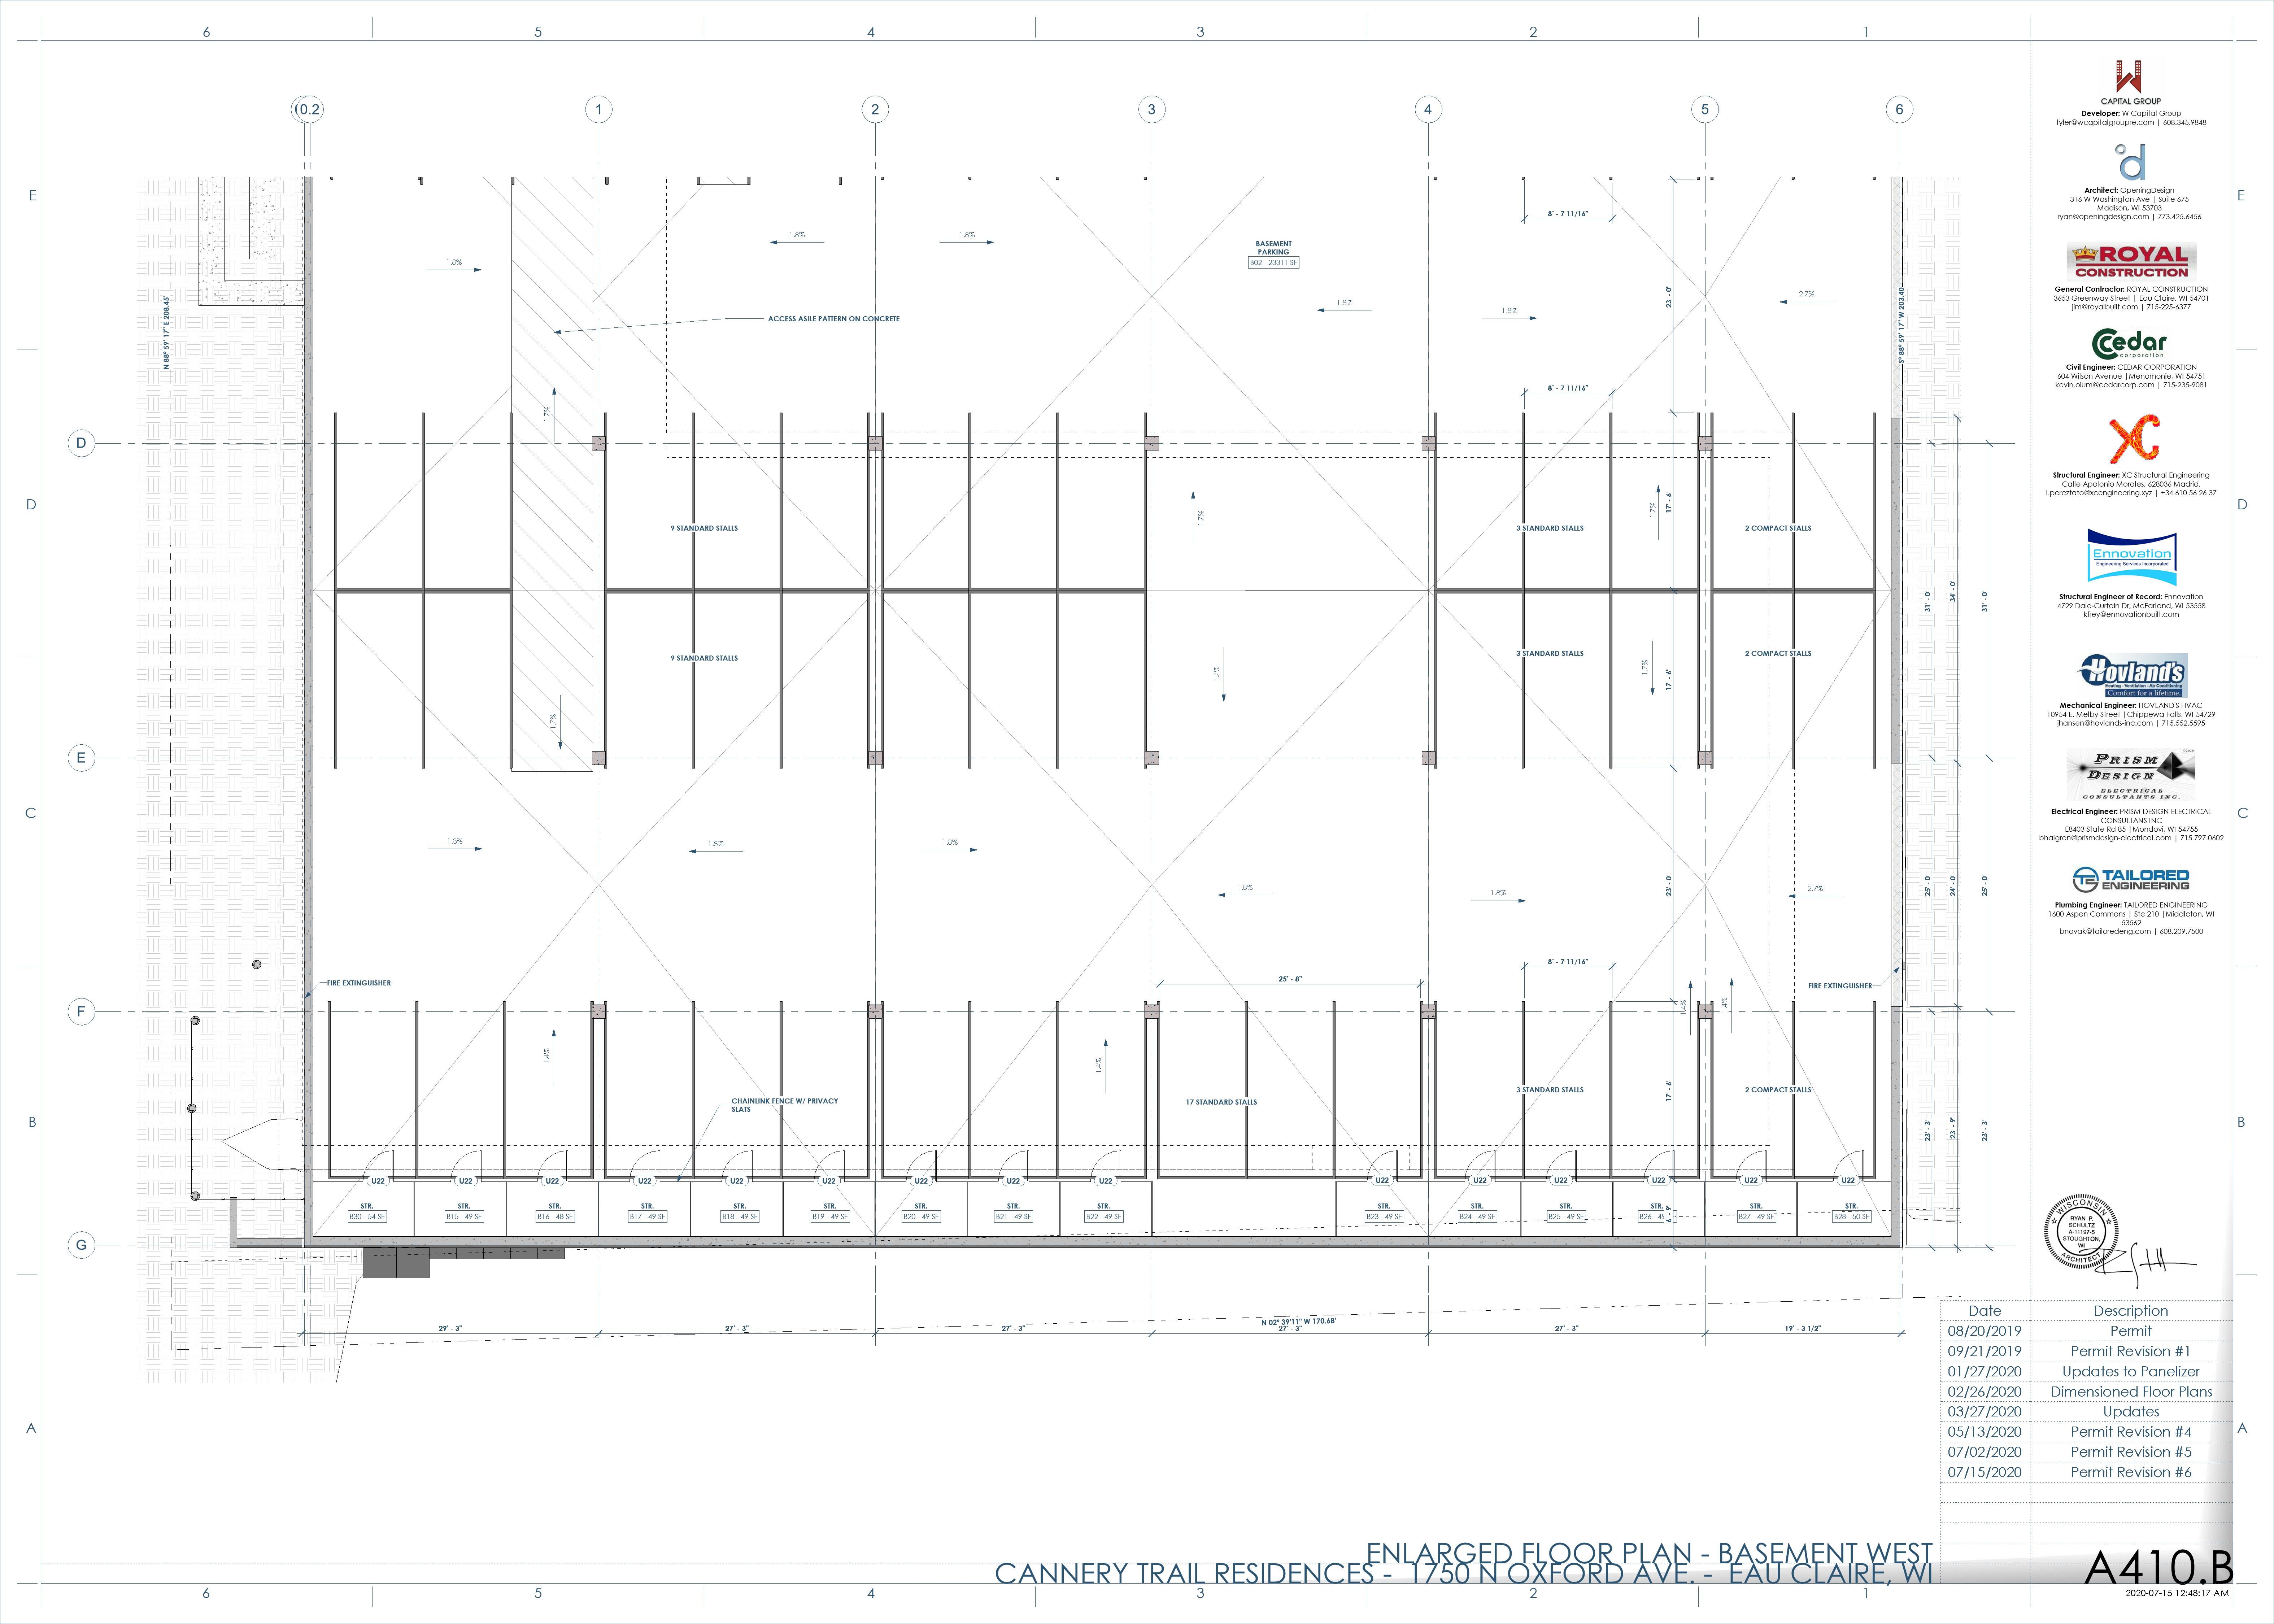 6 5 4 3 2 1
0.2 1 2 3 4 5 6
E E
8' - 7 11/16"
1.8% 1.8% 1.8%
BASEMENT
PARKING
B02 - 23311 SF
N 88° 59' 17" E 208.45'
23' - 0"
1.8% 1.8% 2.7%
S* 88° 59' 17" W 203.40
ACCESS ASILE PATTERN ON CONCRETE
8' - 7 11/16"
1.7%
D
D D
1.7% 1.7% 17' - 6"
9 STANDARD STALLS 3 STANDARD STALLS 2 COMPACT STALLS
31' - 0" 34' - 0" 31' - 0"
9 STANDARD STALLS 3 STANDARD STALLS 2 COMPACT STALLS
1.7% 1.7% 1.7% 17' - 6"
E
C C
1.8% 1.8% 1.8%
1.8% 1.8% 2.7%
23' - 0" 25' - 0" 24' - 0" 25' - 0"
8' - 7 11/16"
25' - 8"
FIRE EXTINGUISHER FIRE EXTINGUISHER
F
1.4% 1.4% 1.4% 1.4%
17' - 6"
CHAINLINK FENCE W/ PRIVACY
SLATS
17 STANDARD STALLS 3 STANDARD STALLS 2 COMPACT STALLS
B B
23' - 3" 23' - 9" 23' - 3"
U22 U22 U22 U22 U22 U22 U22 U22 U22 U22 U22 U22 U22 U22 U22
STR. STR. STR. STR. STR. STR. STR. STR. STR. STR. STR. STR. STR. STR. STR.
B30 - 54 SF B15 - 49 SF B16 - 48 SF B17 - 49 SF B18 - 49 SF B19 - 49 SF B20 - 49 SF B21 - 49 SF B22 - 49 SF B23 - 49 SF B24 - 49 SF B25 - 49 SF B26 - 49 B27 - 49 SF B28 - 50 SF
6' - 9"
G
N 02° 39'11" W 170.68'
29' - 3" 27' - 3" 27' - 3" 27' - 3" 27' - 3" 19' - 3 1/2"
A A
W
CAPITAL GROUP
Developer: W Capital Group
tyler@wcapitalgroupre.com | 608.345.9848
Architect: OpeningDesign
316 W Washington Ave | Suite 675
Madison, WI 53703
ryan@openingdesign.com | 773.425.6456
ROYAL
CONSTRUCTION
General Contractor: ROYAL CONSTRUCTION
3653 Greenway Street | Eau Claire, WI 54701
jim@royalbuilt.com | 715-225-6377
Cedar
corporation
Civil Engineer: CEDAR CORPORATION
604 Wilson Avenue |Menomonie, WI 54751
kevin.oium@cedarcorp.com | 715-235-9081
XC
Structural Engineer: XC Structural Engineering
Calle Apolonio Morales, 628036 Madrid,
l.pereztato@xcengineering.xyz | +34 610 56 26 37
Ennovation
Engineering Services Incorporated
Structural Engineer of Record: Ennovation
4729 Dale-Curtain Dr, McFarland, WI 53558
kfrey@ennovationbuilt.com
Hovland's
Heating - Ventilation - Air Conditioning
Comfort for a lifetime.
Mechanical Engineer: HOVLAND'S HVAC
10954 E. Melby Street |Chippewa Falls, WI 54729
jhansen@hovlands-inc.com | 715.552.5595
PRISM
DESIGN
ELECTRICAL
CONSULTANTS INC.
Electrical Engineer: PRISM DESIGN ELECTRICAL
CONSULTANS INC
E8403 State Rd 85 |Mondovi, WI 54755
bhalgren@prismdesign-electrical.com | 715.797.0602
TE TAILORED
ENGINEERING
Plumbing Engineer: TAILORED ENGINEERING
1600 Aspen Commons | Ste 210 |Middleton, WI
53562
bnovak@tailoredeng.com | 608.209.7500
WISCONSIN
RYAN P.
SCHULTZ
A-11197-5
STOUGHTON,
WI
ARCHITECT
Date Description
08/20/2019 Permit
09/21/2019 Permit Revision #1
01/27/2020 Updates to Panelizer
02/26/2020 Dimensioned Floor Plans
03/27/2020 Updates
05/13/2020 Permit Revision #4
07/02/2020 Permit Revision #5
07/15/2020 Permit Revision #6
ENLARGED FLOOR PLAN - BASEMENT WEST
CANNERY TRAIL RESIDENCES - 1750 N OXFORD AVE. - EAU CLAIRE, WI
A410.B
2020-07-15 12:48:17 AM
6 5 4 3 2 1